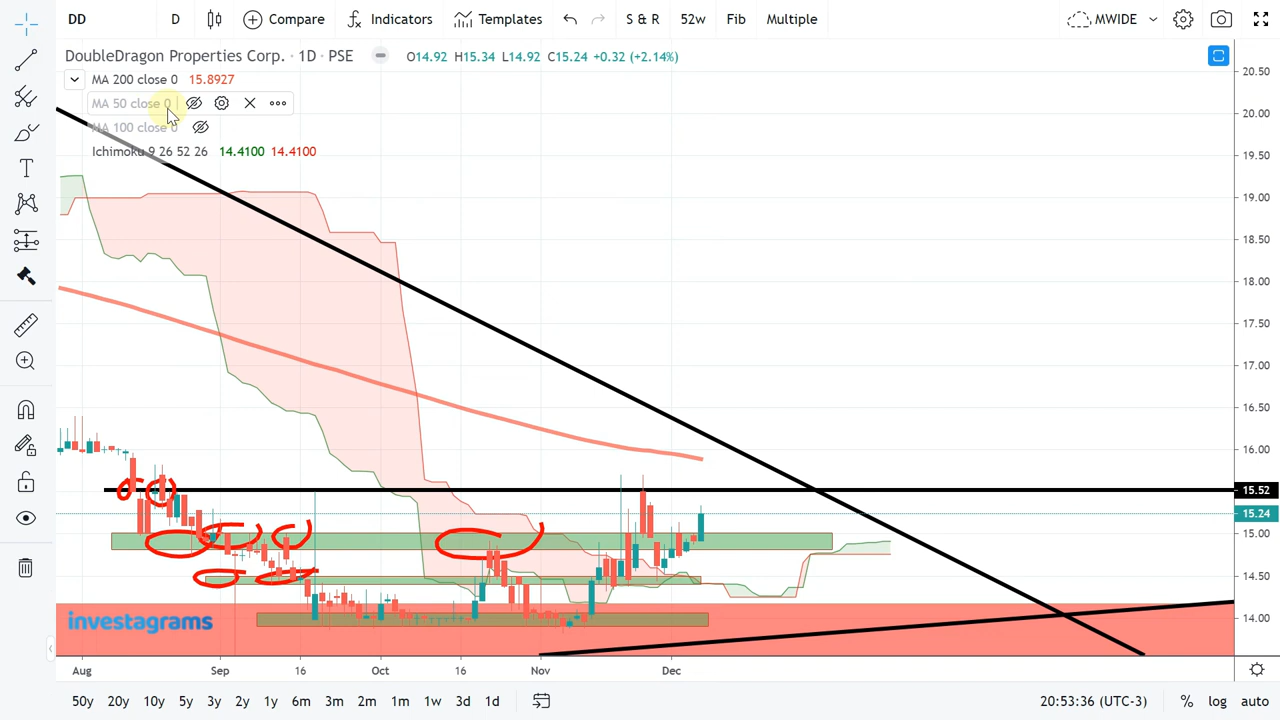 DD D Compare Indicators Templates S & R 52w Fib Multiple MWIDE
DoubleDragon Properties Corp. · 1D · PSE O14.92 H15.34 L14.92 C15.24 +0.32 (+2.14%)
MA 200 close 0 15.8927
MA 50 close 0
MA 100 close 0
Ichimoku 9 26 52 26 14.4100 14.4100
20.50
20.00
19.50
19.00
18.50
18.00
17.50
17.00
16.50
16.00
15.52
15.24
15.00
14.50
14.00
investagrams
Aug Sep 16 Oct 16 Nov Dec
50y 20y 10y 5y 3y 2y 1y 6m 3m 2m 1m 1w 3d 1d 20:53:36 (UTC-3) % log auto